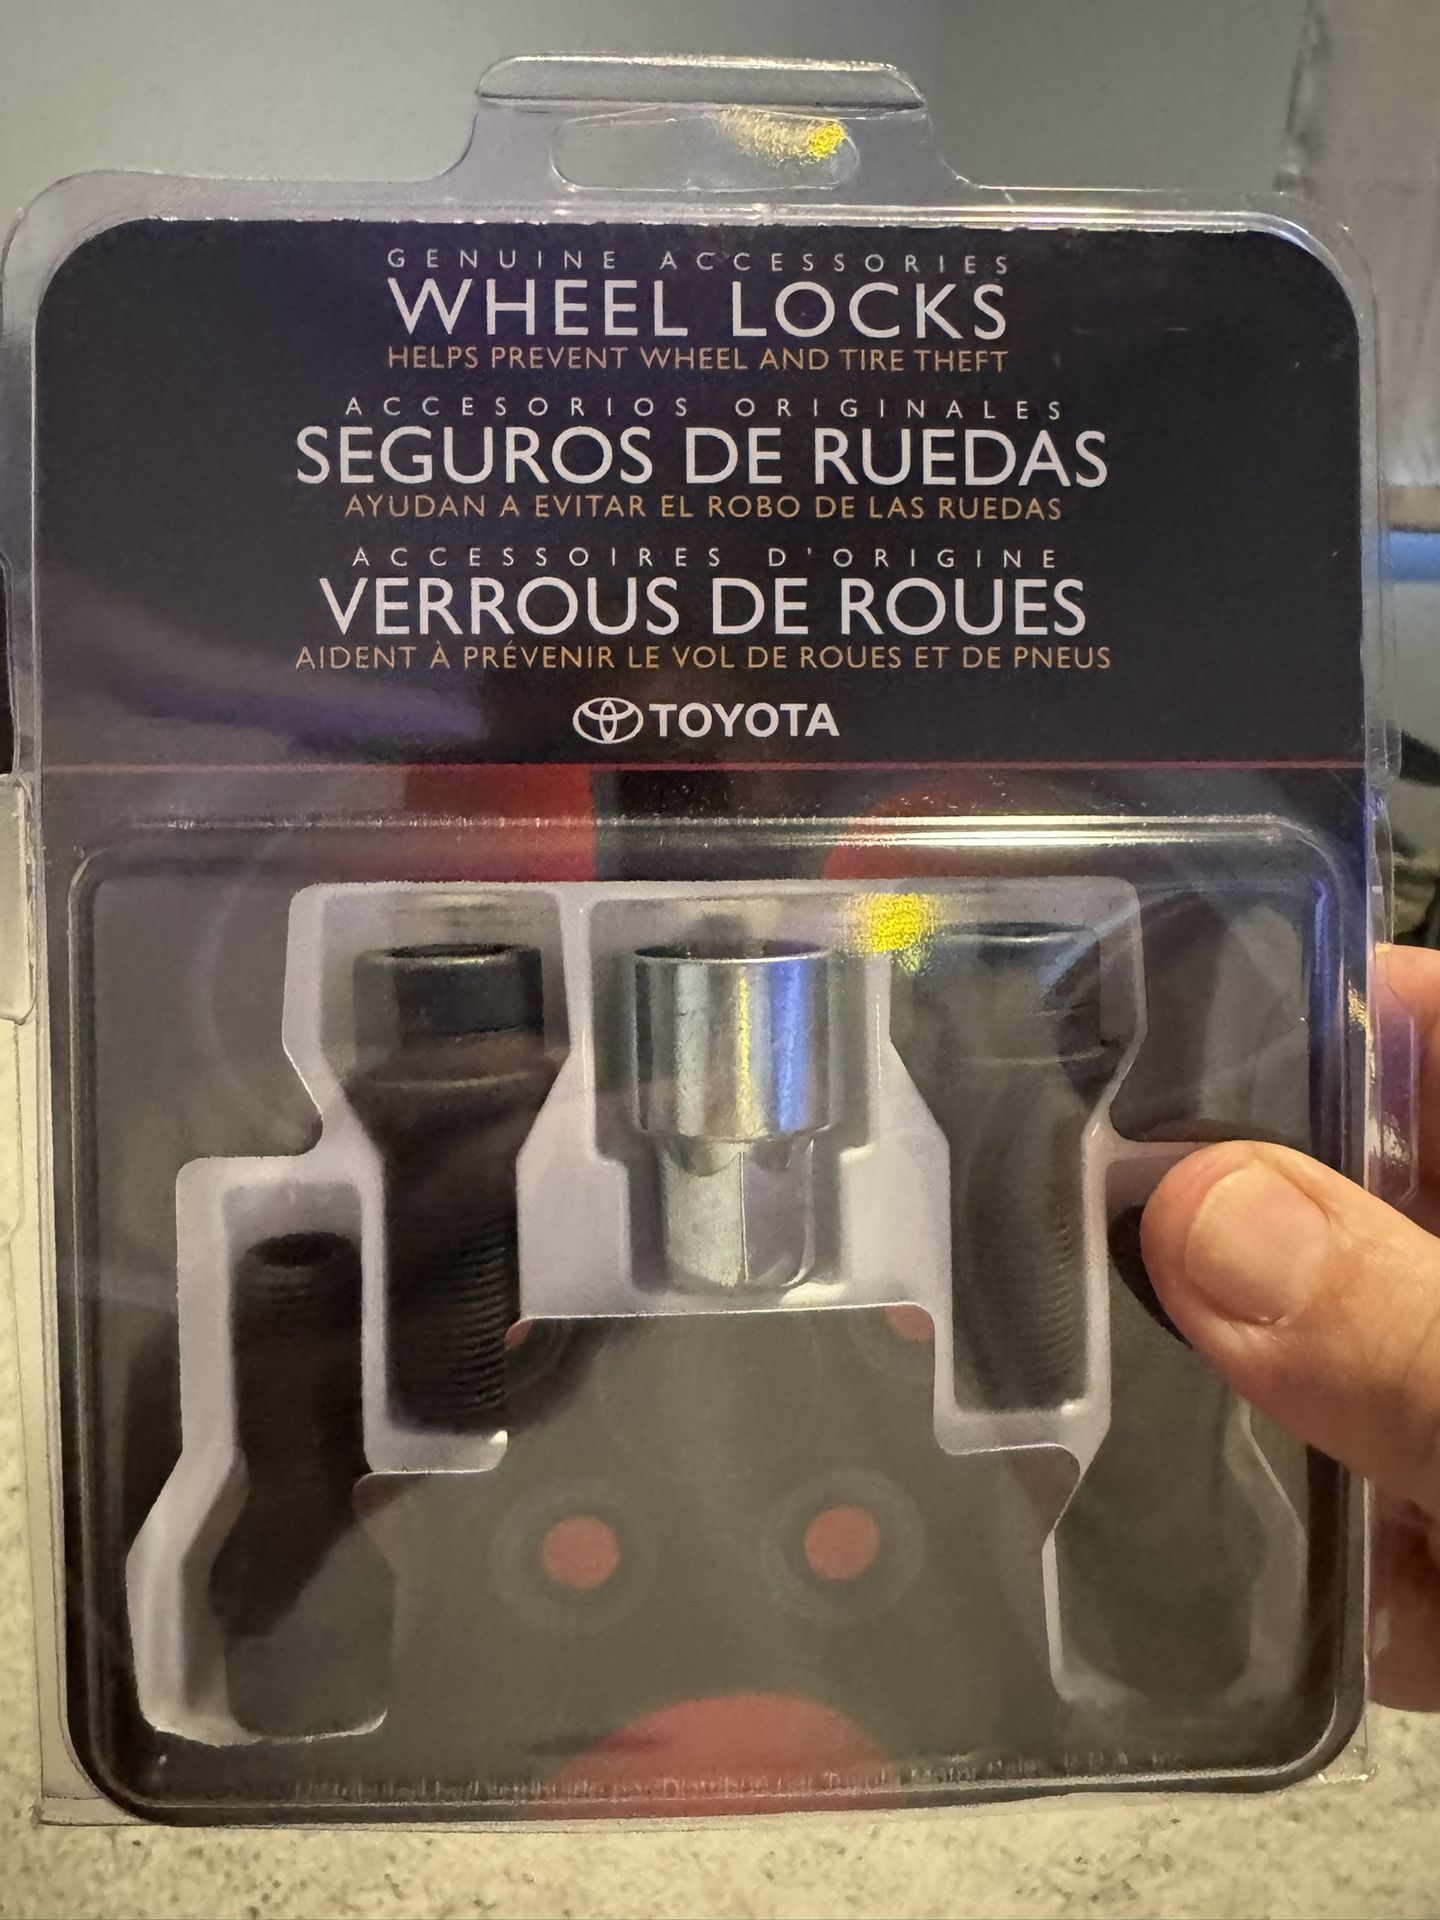 GENUINE ACCESSORIES
WHEEL LOCKS
HELPS PREVENT WHEEL AND TIRE THEFT
ACCESORIOS ORIGINALES
SEGUROS DE RUEDAS
AYUDAN A EVITAR EL ROBO DE LAS RUEDAS
ACCESSOIRES D'ORIGINE
VERROUS DE ROUES
AIDENT À PRÉVENIR LE VOL DE ROUES ET DE PNEUS
TOYOTA